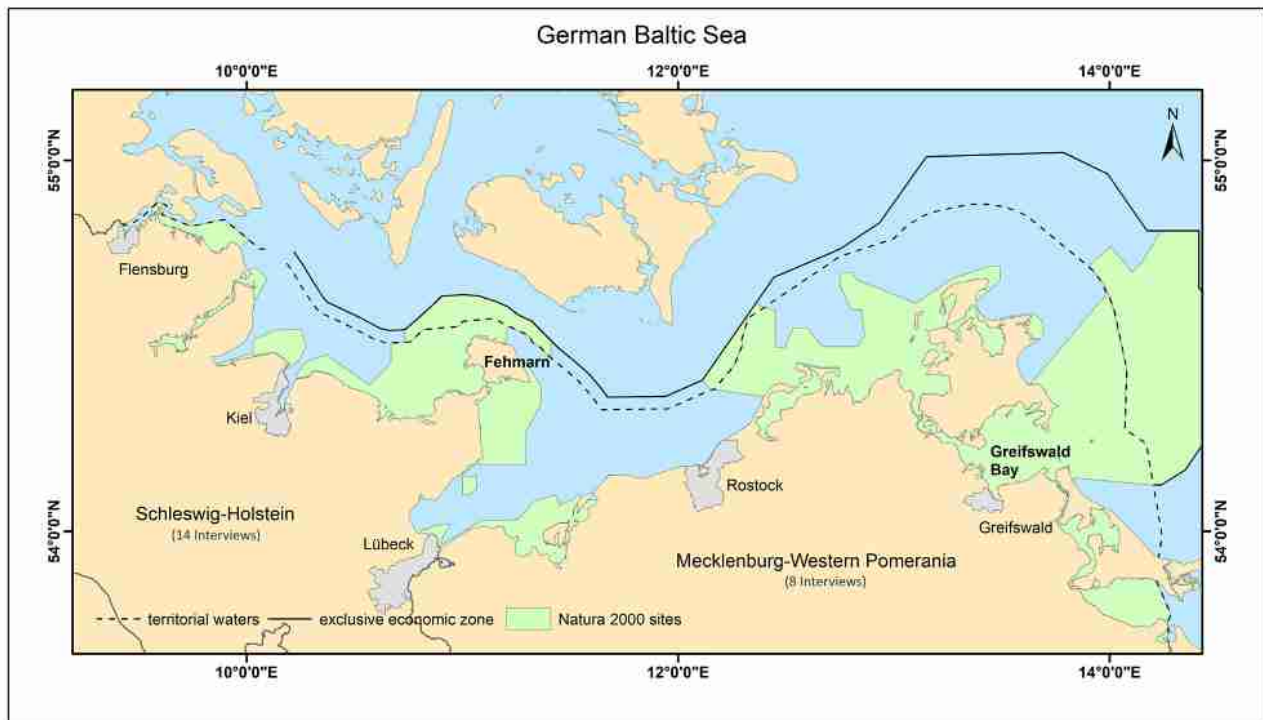 German Baltic Sea
10°0'0"E
12°0'0"E
14°0'0"E
N
55°0'0"N
55°0'0"N
Flensburg
Fehmarn
Kiel
Greifswald
Bay
Rostock
Schleswig-Holstein
(14 Interviews)
Greifswald
54°0'0"N
54°0'0"N
Lübeck
Mecklenburg-Western Pomerania
(8 Interviews)
territorial waters
exclusive economic zone
Natura 2000 sites
10°0'0"E
12°0'0"E
14°0'0"E